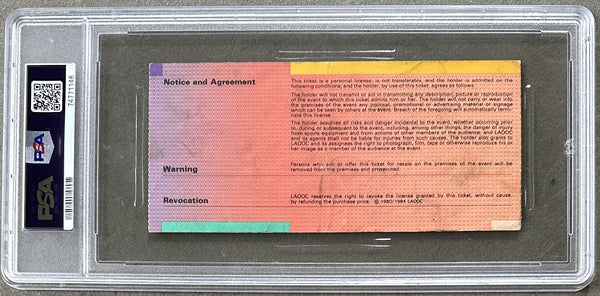 PSA
PSA
74771146
Notice and Agreement
This ticket is a personal license, is not transferable, and the holder is admitted on the
following conditions, and the holder, by use of this ticket, agrees as follows:
The holder will not transmit or aid in transmitting any description, picture or reproduction
of the event to which this ticket admits him or her. The holder will not carry or wear into
the premises of the event any political, promotional or advertising material or signage
which can be seen by others at the event. Breach of the foregoing will automatically termi-
nate this license.
The holder assumes all risks and danger incidental to the event, whether occurring prior
to, during or subsequent to the event, including, among other things, the danger of injury
from sports equipment and from actions of other members of the audience; and LAOOC
and its agents shall not be liable for injuries from such causes. The holder also grants to
LAOOC and its assigns the right to photograph, film, tape or otherwise reproduce his or
her image as a member of the audience at the event.
Warning
Persons who sell or offer this ticket for resale on the premises of the event will be
removed from the premises and prosecuted.
Revocation
LAOOC reserves the right to revoke the license granted by this ticket, without cause,
by refunding the purchase price. © 1980/1984 LAOOC